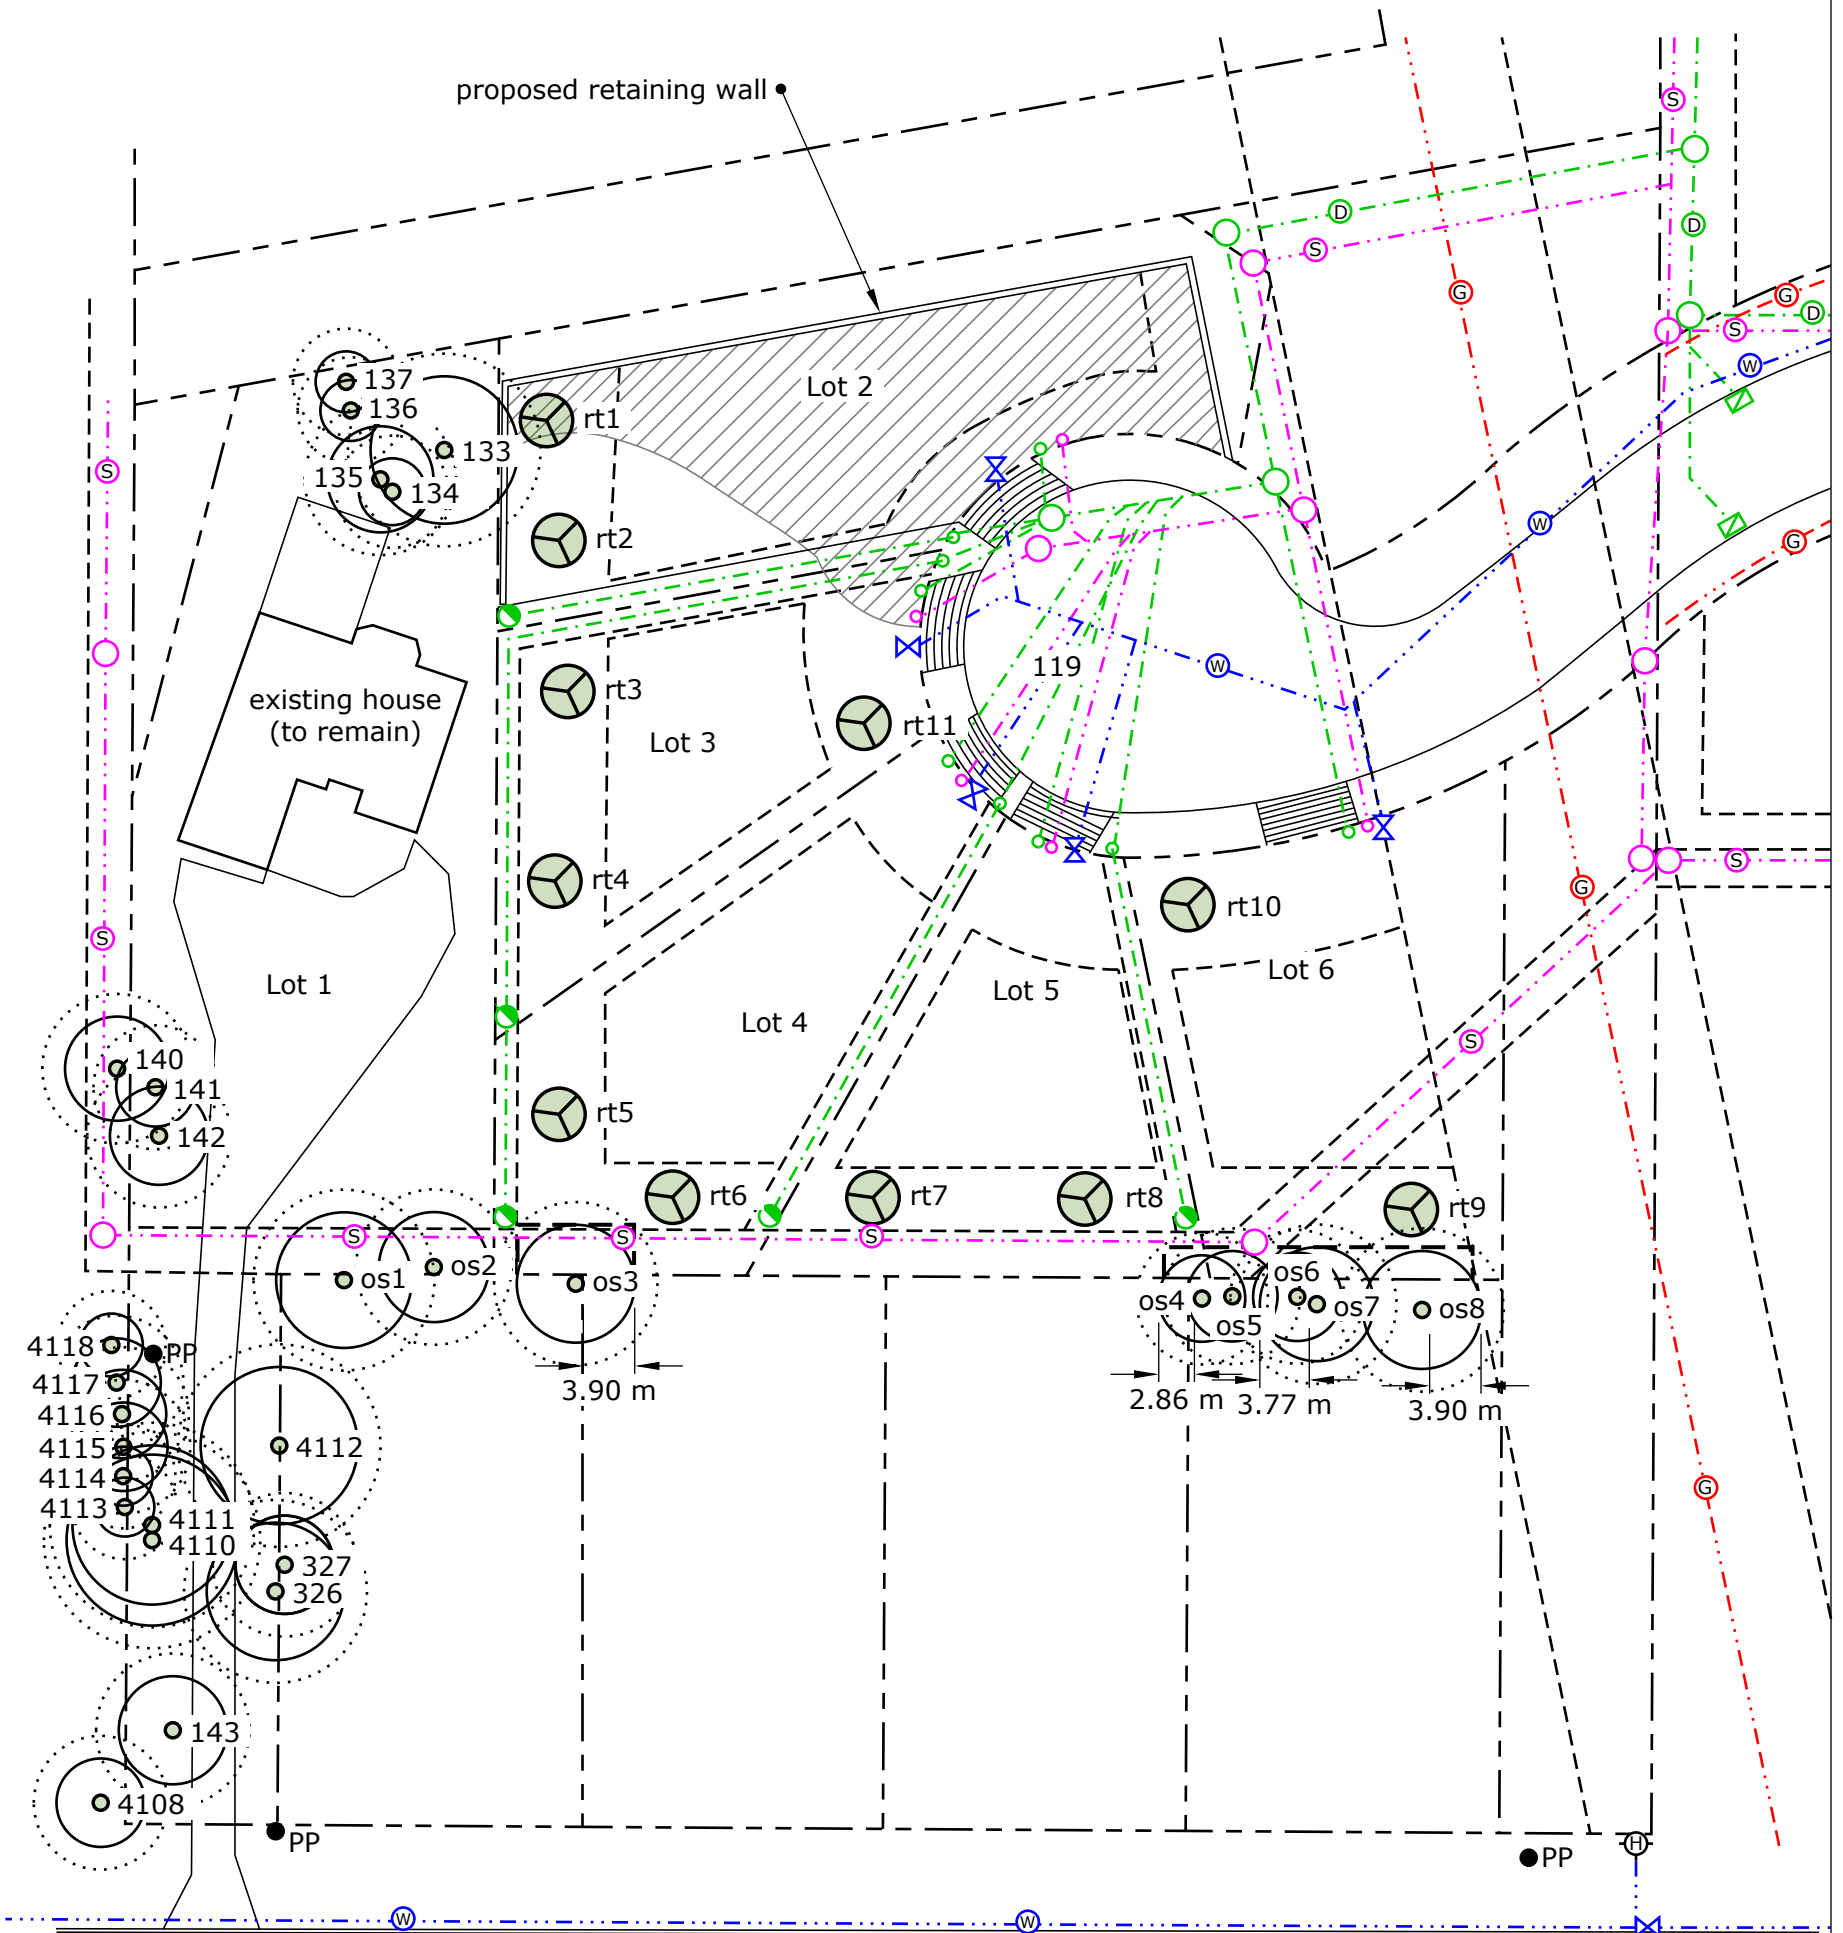 proposed retaining wall
S
D
S
D
S
G
G
D
S
W
137
Lot 2
136
rt1
133
S
135
134
W
rt2
G
119
W
rt3
existing house
(to remain)
Lot 3
rt11
rt4
G
S
rt10
S
Lot 1
Lot 6
Lot 5
Lot 4
S
140
141
rt5
142
rt6
rt7
rt8
rt9
S
S
S
os1
os2
os3
os4
os5
os6
os7
os8
4118
PP
4117
3.90 m
2.86 m
3.77 m
3.90 m
4116
4115
4112
4114
G
4113
4111
4110
327
326
143
4108
PP
H
PP
W
W